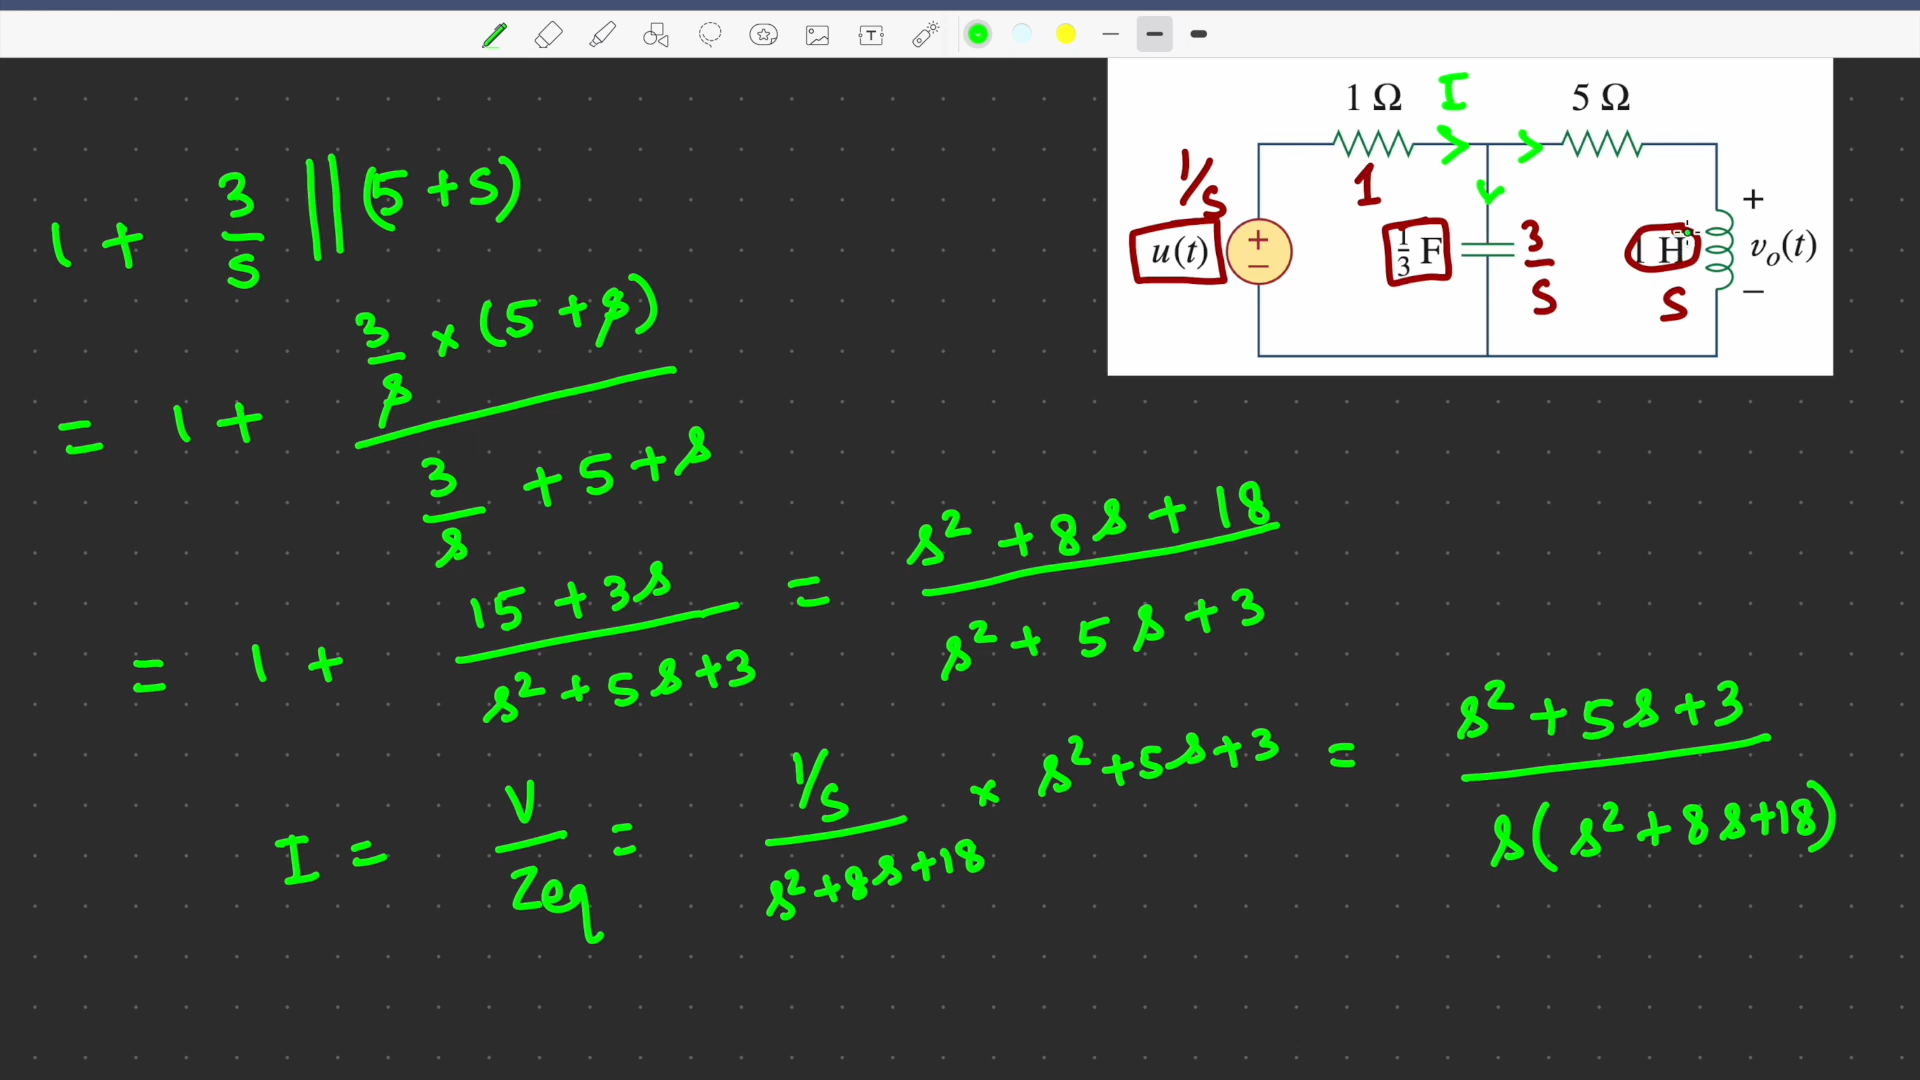 1 Ω I 5 Ω
1/s 1
u(t) + − 1/3 F 3/s 1 H s + v_o(t) −
1 + 3/s || (5 + s)
= 1 + (3/s × (5 + s)) / (3/s + 5 + s)
= 1 + (15 + 3s) / (s² + 5s + 3) = (s² + 8s + 18) / (s² + 5s + 3)
I = V/Zeq = (1/s) / (s² + 8s + 18) × s² + 5s + 3 = (s² + 5s + 3) / (s(s² + 8s + 18))